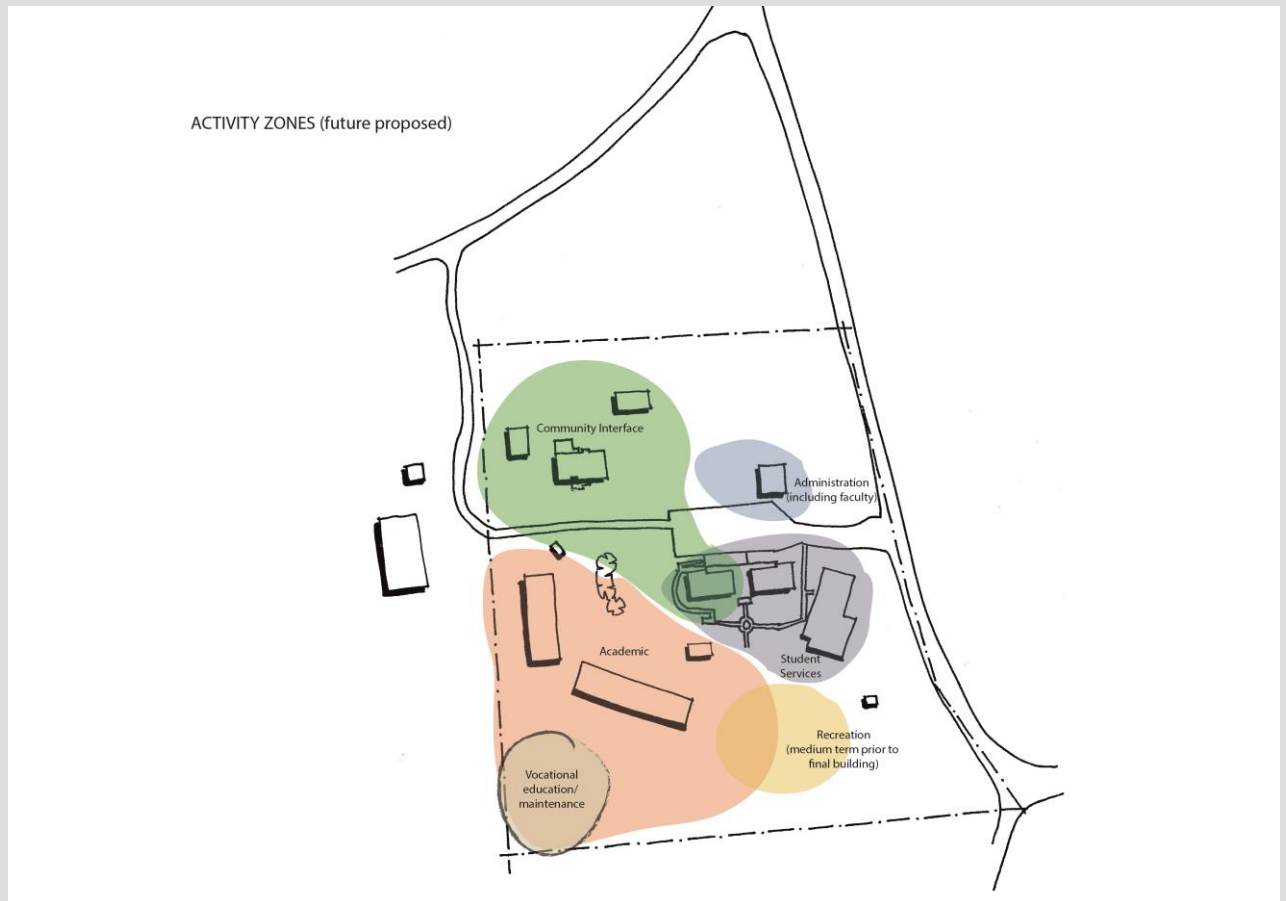 ACTIVITY ZONES (future proposed)
Community Interface
Administration
(including faculty)
Academic
Student
Services
Recreation
(medium term prior to
final building)
Vocational
education/
maintenance